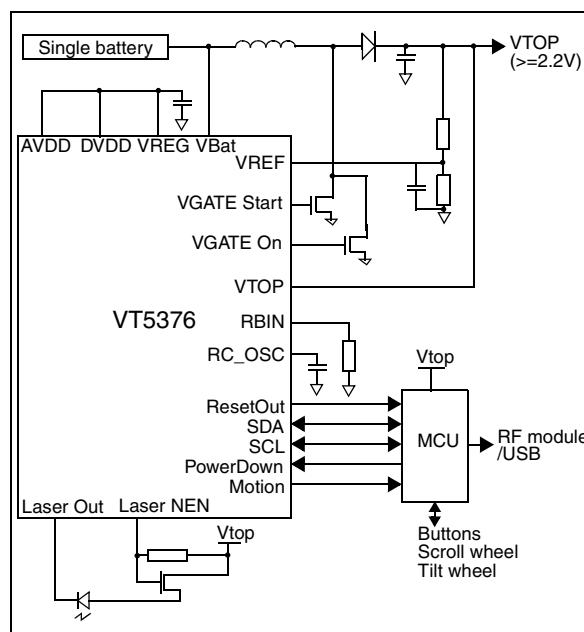 Single battery
VTOP
(>=2.2V)
AVDD DVDD VREG VBat
VREF
VGATE Start
VGATE On
VTOP
VT5376
RBIN
RC_OSC
Vtop
ResetOut
SDA
SCL
PowerDown
Motion
MCU
RF module
/USB
Laser Out
Laser NEN
Vtop
Buttons
Scroll wheel
Tilt wheel